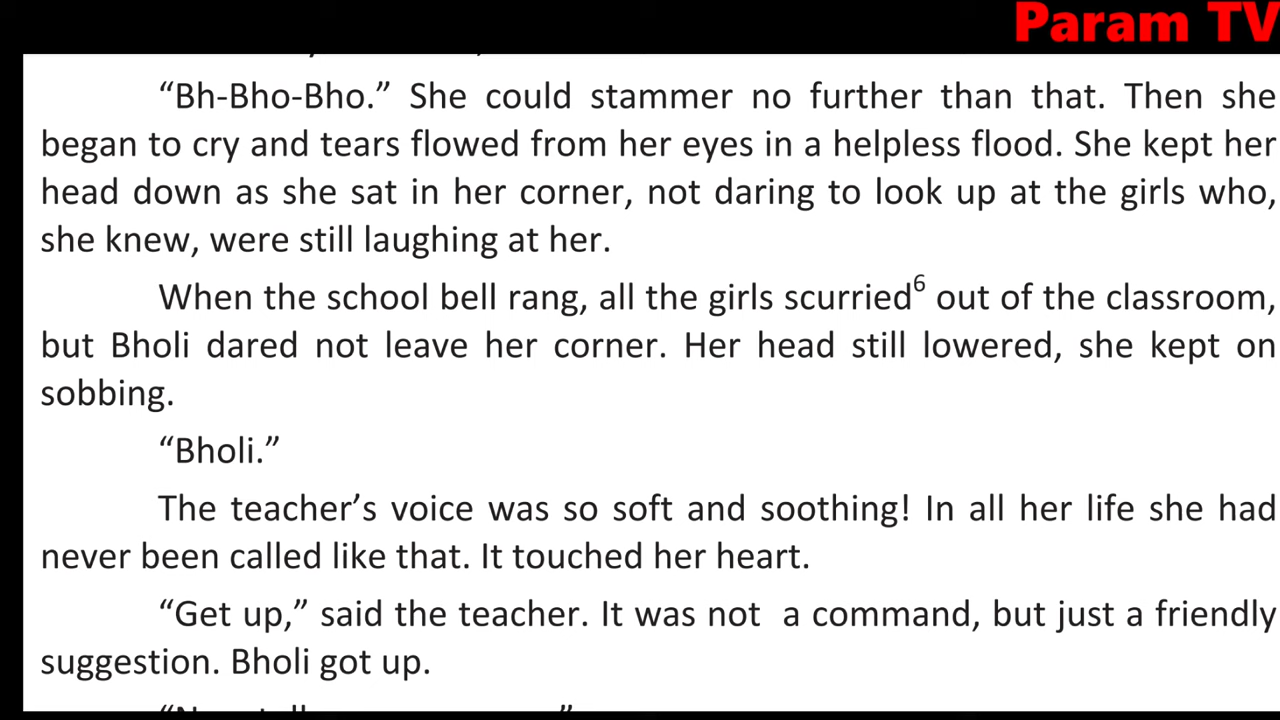 Param TV
“Bh-Bho-Bho.” She could stammer no further than that. Then she
began to cry and tears flowed from her eyes in a helpless flood. She kept her
head down as she sat in her corner, not daring to look up at the girls who,
she knew, were still laughing at her.
When the school bell rang, all the girls scurried⁶ out of the classroom,
but Bholi dared not leave her corner. Her head still lowered, she kept on
sobbing.
“Bholi.”
The teacher’s voice was so soft and soothing! In all her life she had
never been called like that. It touched her heart.
“Get up,” said the teacher. It was not a command, but just a friendly
suggestion. Bholi got up.